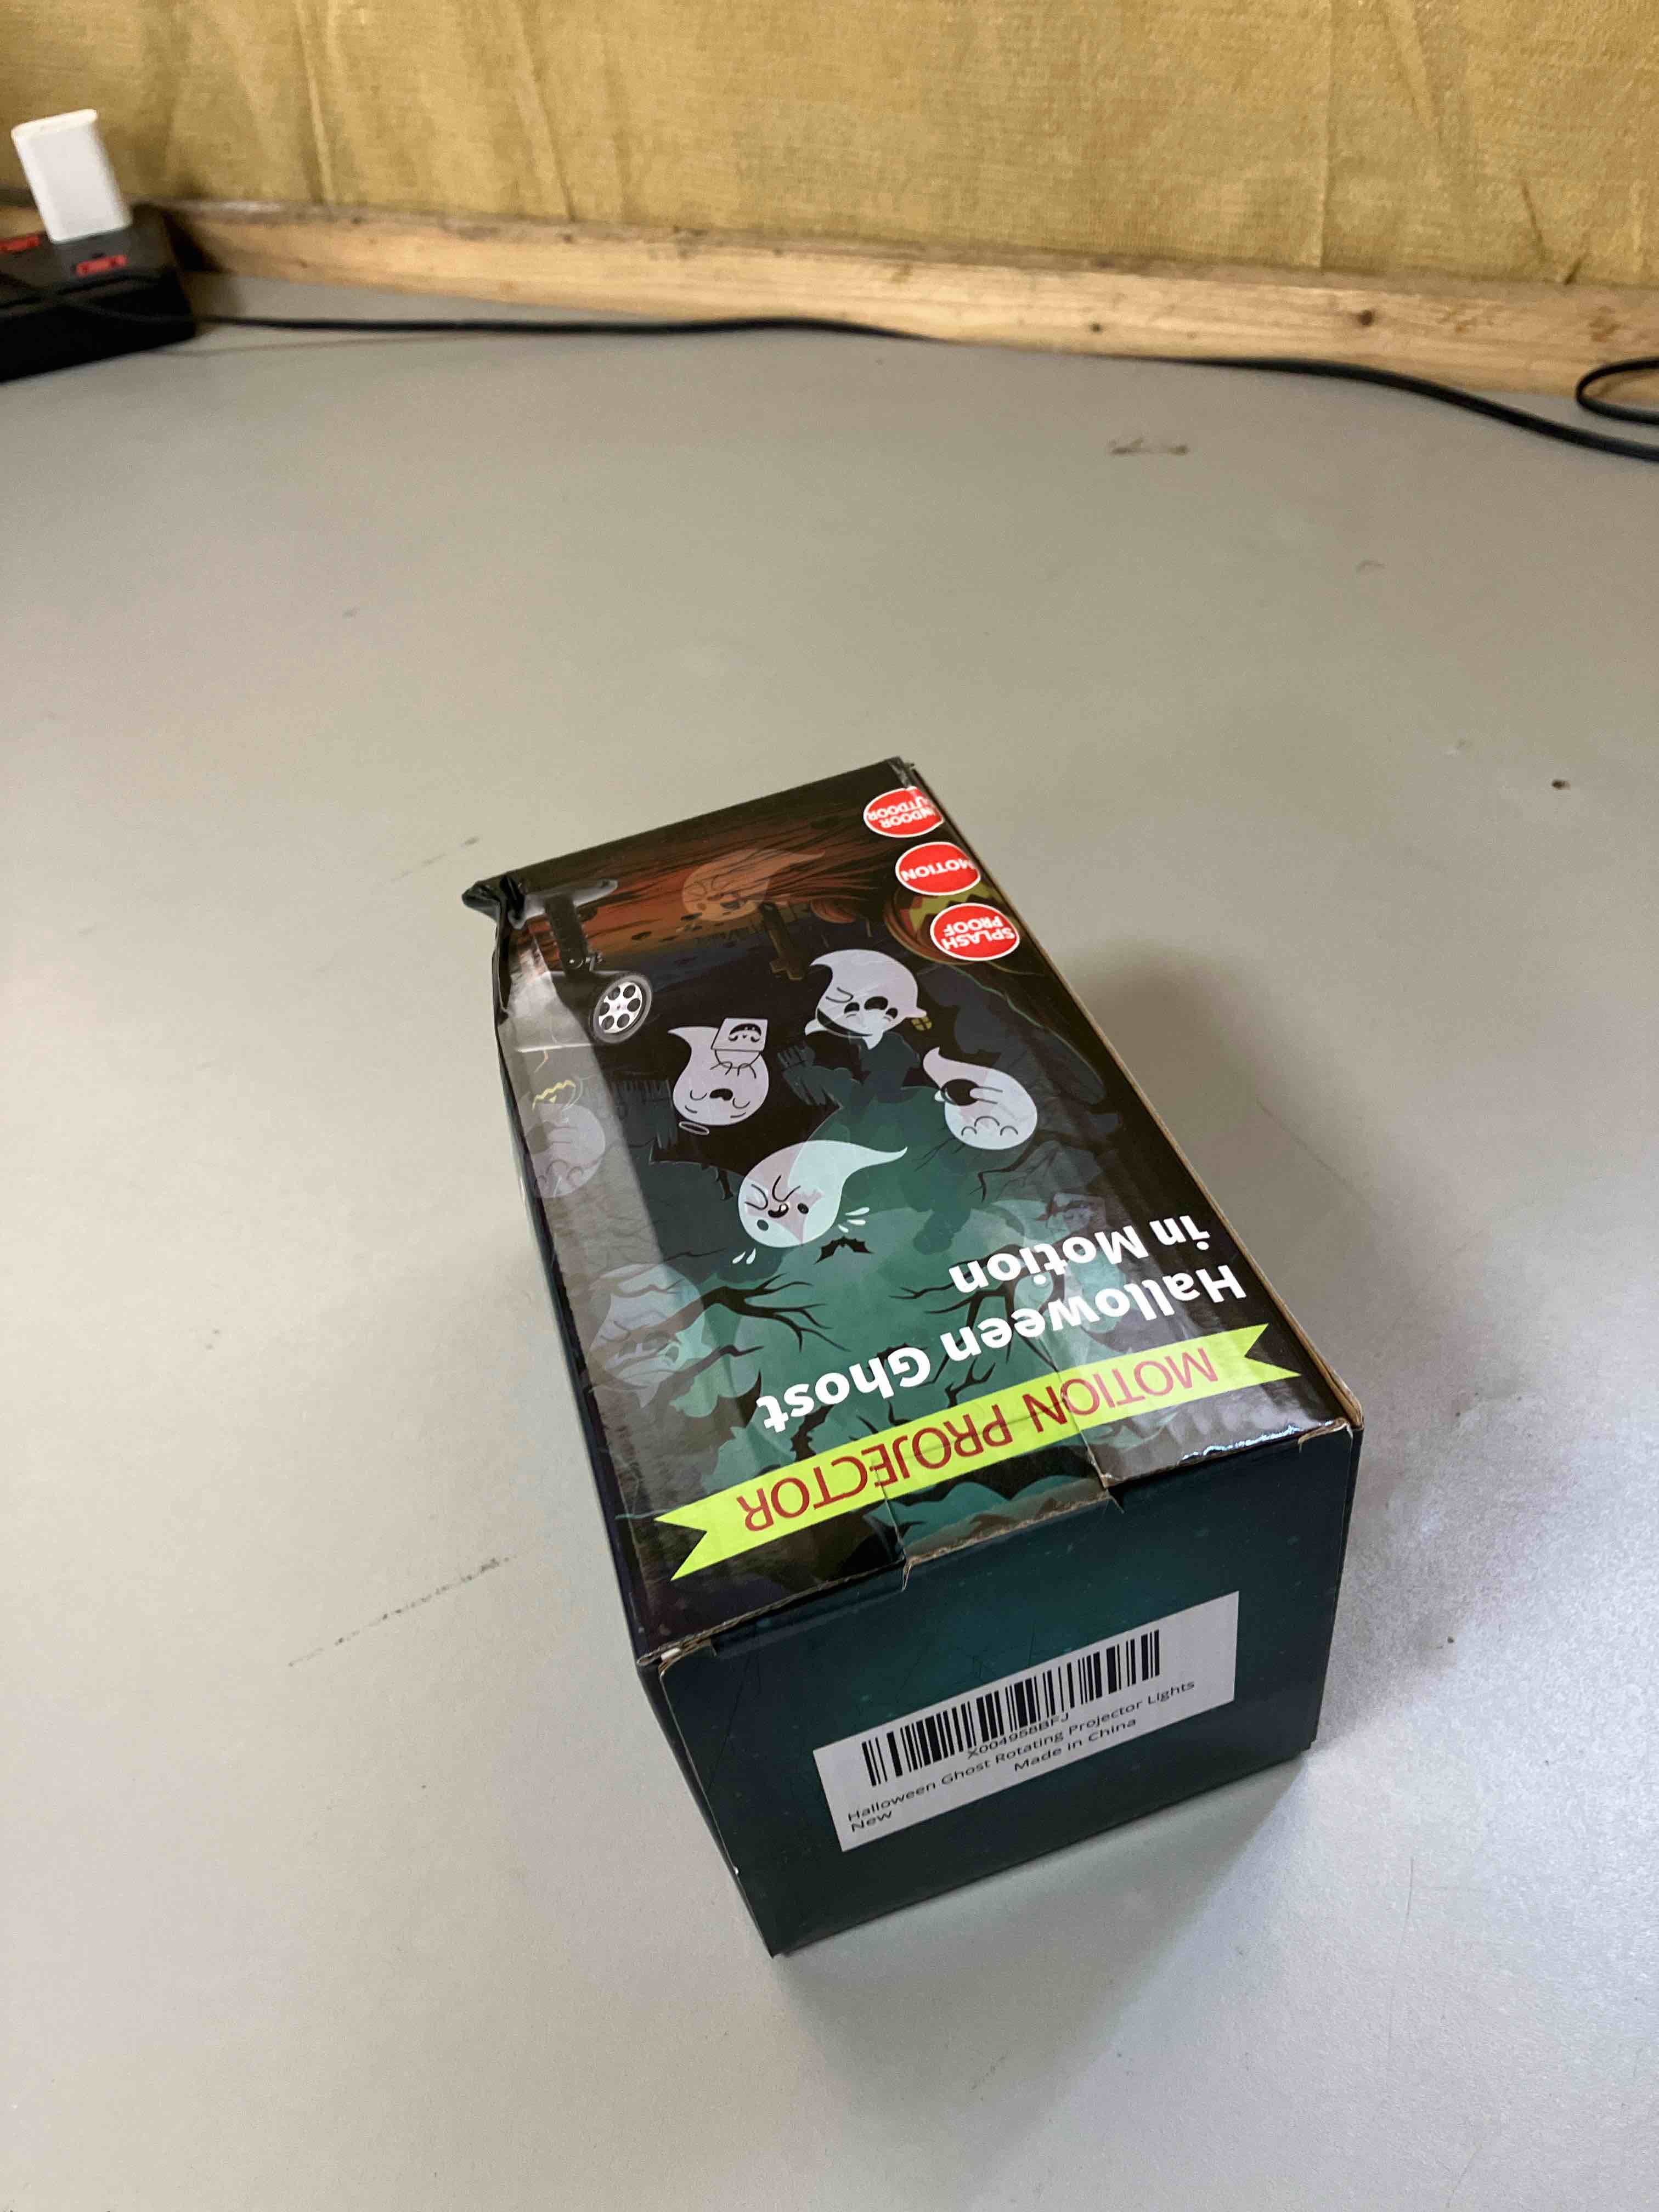 MOTION PROJECTOR
Halloween Ghost
in Motion
SPLASH
PROOF
MOTION
INDOOR
OUTDOOR
X004958BFJ
Halloween Ghost Rotating Projector Lights
New
Made in China